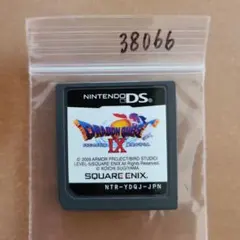 38066
NINTENDO DS
DRAGON QUEST
IX
© 2009 ARMOR PROJECT/BIRD STUDIO/
LEVEL-5/SQUARE ENIX All Rights Reserved.
© KOICHI SUGIYAMA
SQUARE ENIX
NTR-YDQJ-JPN